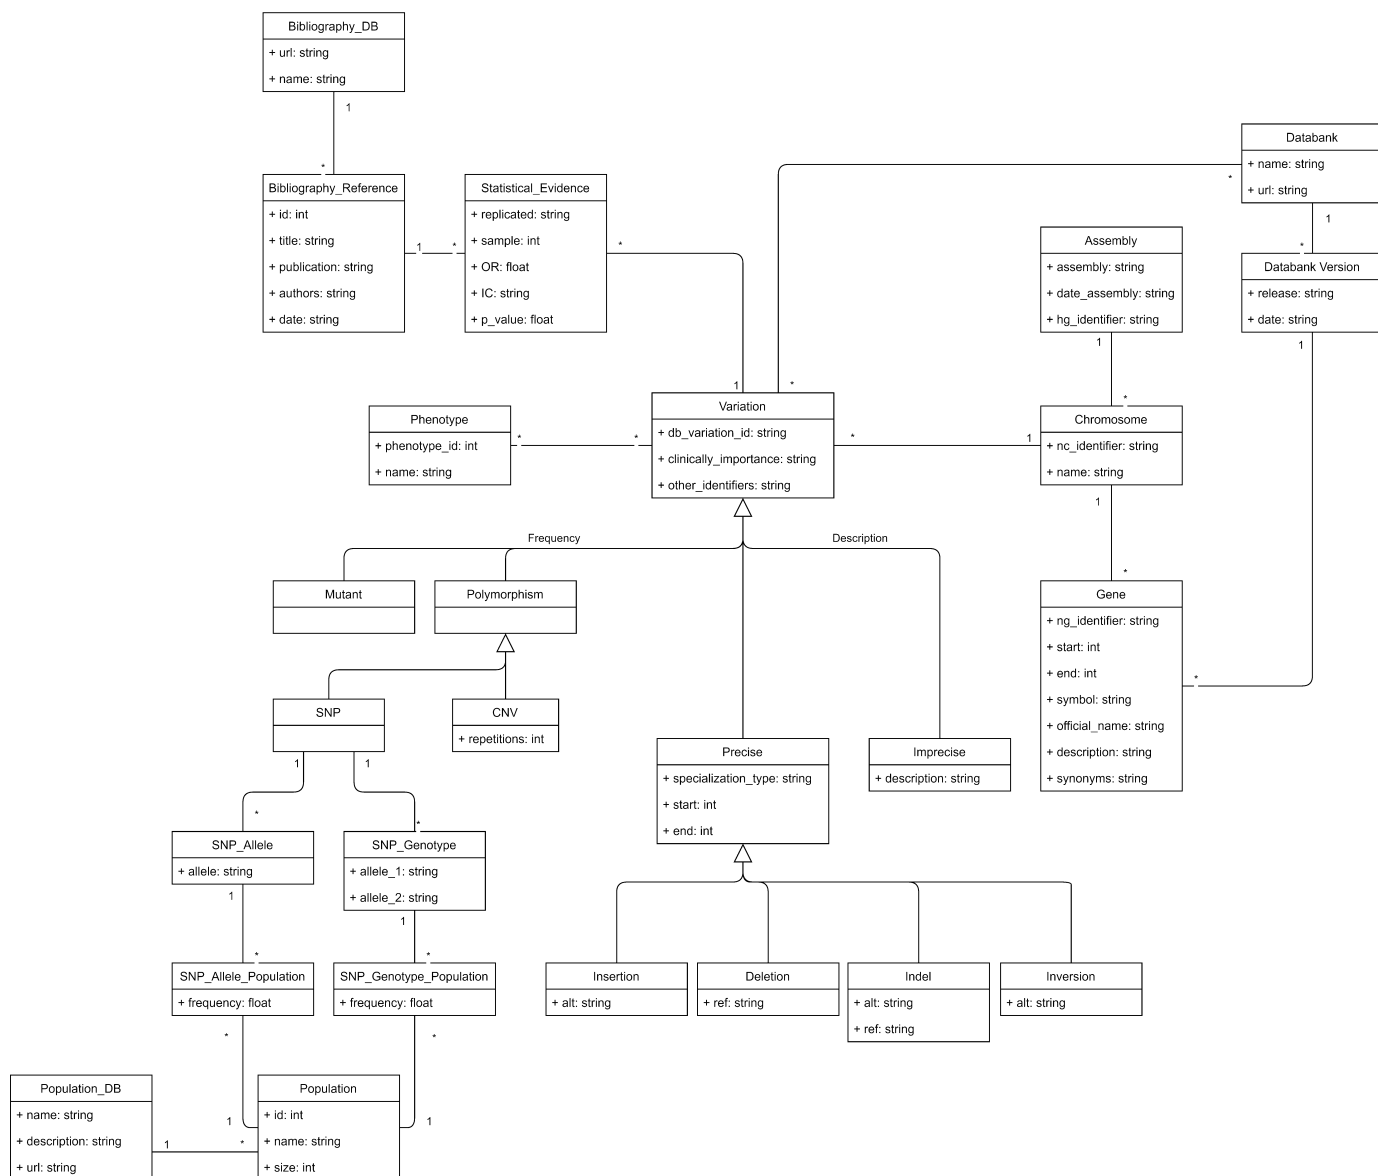 Bibliography_DB
+ url: string
+ name: string
1
*
Bibliography_Reference
+ id: int
+ title: string
+ publication: string
+ authors: string
+ date: string
1
*
Statistical_Evidence
+ replicated: string
+ sample: int
+ OR: float
+ IC: string
+ p_value: float
*
1
Databank
+ name: string
+ url: string
*
*
1
*
Databank Version
+ release: string
+ date: string
1
*
Assembly
+ assembly: string
+ date_assembly: string
+ hg_identifier: string
1
*
Chromosome
+ nc_identifier: string
+ name: string
1
*
Variation
+ db_variation_id: string
+ clinically_importance: string
+ other_identifiers: string
*
1
Phenotype
+ phenotype_id: int
+ name: string
*
*
Frequency
Description
Mutant
Polymorphism
Gene
+ ng_identifier: string
+ start: int
+ end: int
+ symbol: string
+ official_name: string
+ description: string
+ synonyms: string
SNP
CNV
+ repetitions: int
Precise
+ specialization_type: string
+ start: int
+ end: int
Imprecise
+ description: string
1
1
*
*
SNP_Allele
+ allele: string
1
*
SNP_Genotype
+ allele_1: string
+ allele_2: string
1
*
SNP_Allele_Population
+ frequency: float
*
1
SNP_Genotype_Population
+ frequency: float
*
1
Insertion
+ alt: string
Deletion
+ ref: string
Indel
+ alt: string
+ ref: string
Inversion
+ alt: string
Population_DB
+ name: string
+ description: string
+ url: string
1
*
Population
+ id: int
+ name: string
+ size: int